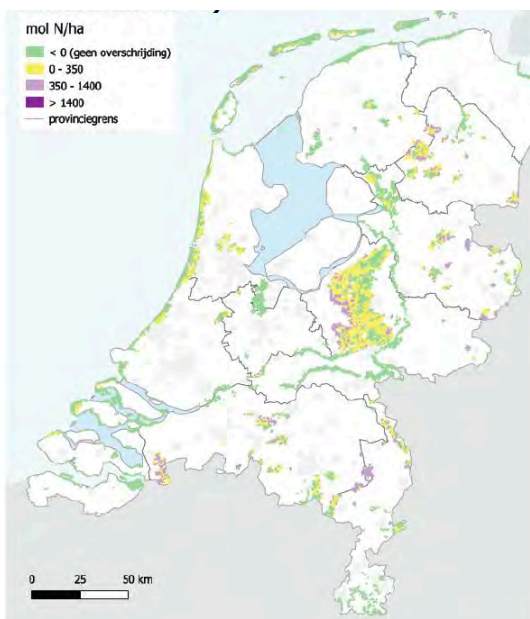 mol N/ha
< 0 (geen overschrijding)
0 - 350
350 - 1400
> 1400
provinciegrens
0 25 50 km